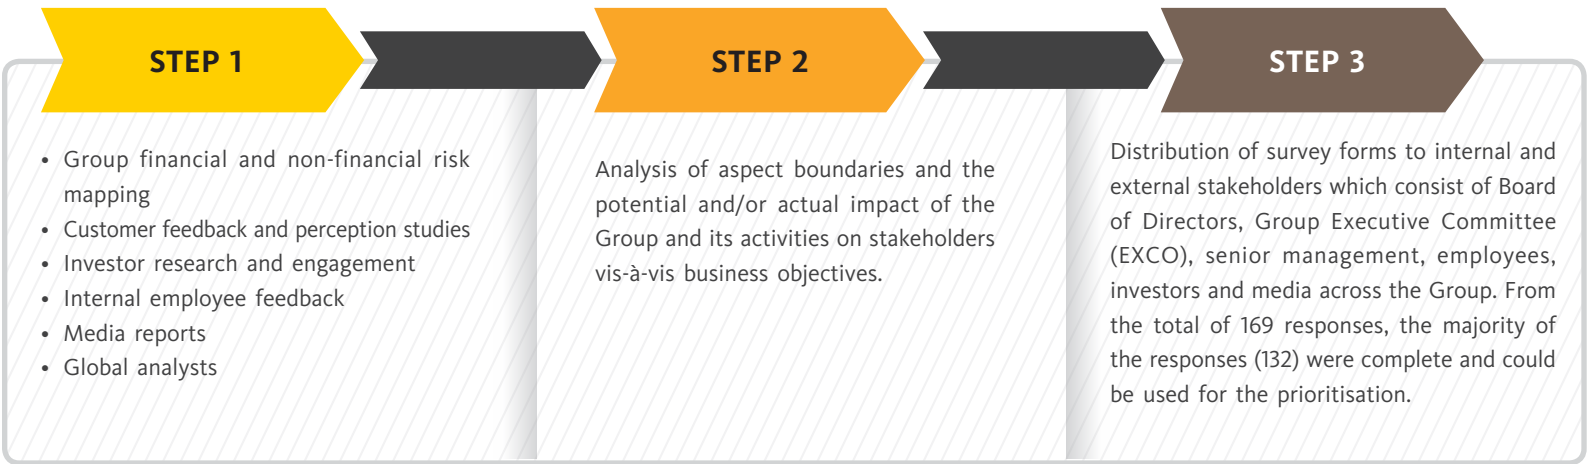 STEP 1
• Group financial and non-financial risk
mapping
• Customer feedback and perception studies
• Investor research and engagement
• Internal employee feedback
• Media reports
• Global analysts
STEP 2
Analysis of aspect boundaries and the
potential and/or actual impact of the
Group and its activities on stakeholders
vis-à-vis business objectives.
STEP 3
Distribution of survey forms to internal and
external stakeholders which consist of Board
of Directors, Group Executive Committee
(EXCO), senior management, employees,
investors and media across the Group. From
the total of 169 responses, the majority of
the responses (132) were complete and could
be used for the prioritisation.